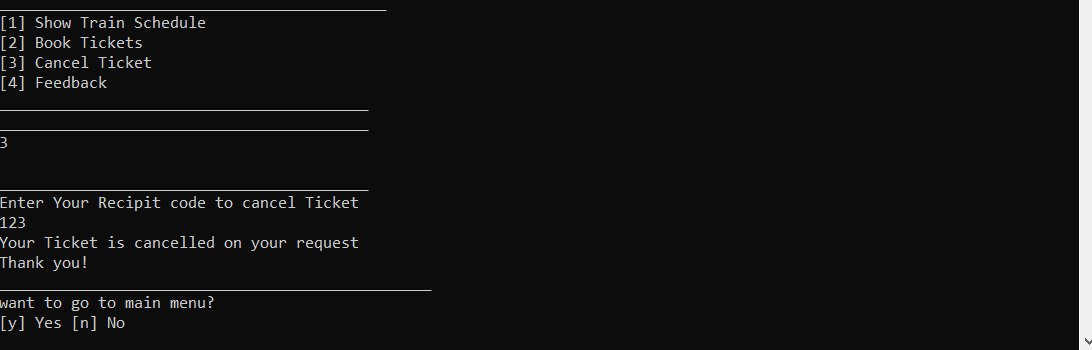 [1] Show Train Schedule
[2] Book Tickets
[3] Cancel Ticket
[4] Feedback
3
Enter Your Recipit code to cancel Ticket
123
Your Ticket is cancelled on your request
Thank you!
want to go to main menu?
[y] Yes [n] No